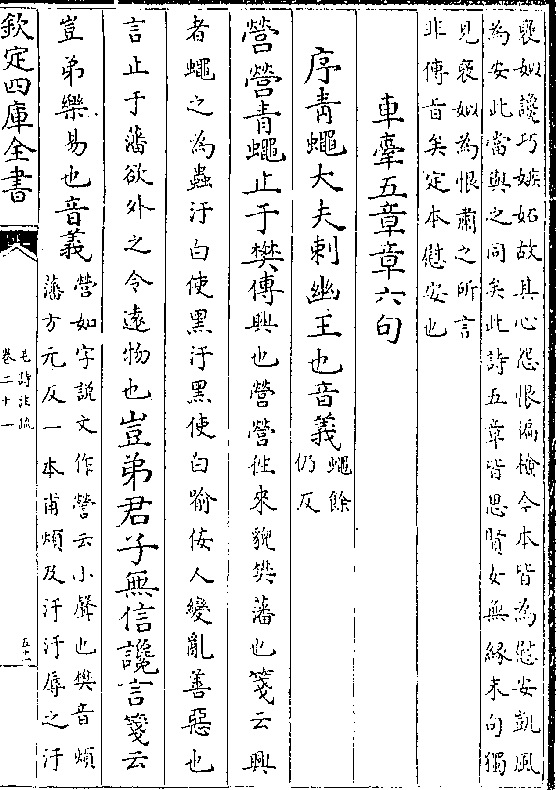 褒姒讒巧嫉妬故其心怨恨徧檢今本皆為慰安凱風
為安此當與之同矣此詩五章皆思賢女無緣末句獨
見褒姒為恨肅之所言
非傳旨矣定本慰安也
車舝五章章六句
序青蠅大夫刺幽王也音義蠅餘
仍反
營營青蠅止于樊傳興也營營往來貌樊藩也箋云興
者蠅之為蟲汙白使黑汙黑使白喻佞人變亂善惡也
言止于藩欲外之令遠物也豈弟君子無信讒言箋云
豈弟樂易也音義營如字說文作營云小聲也樊音煩
藩方元反一本甫煩反汙汙辱之汙
欽定四庫全書
毛詩注疏
卷二十一